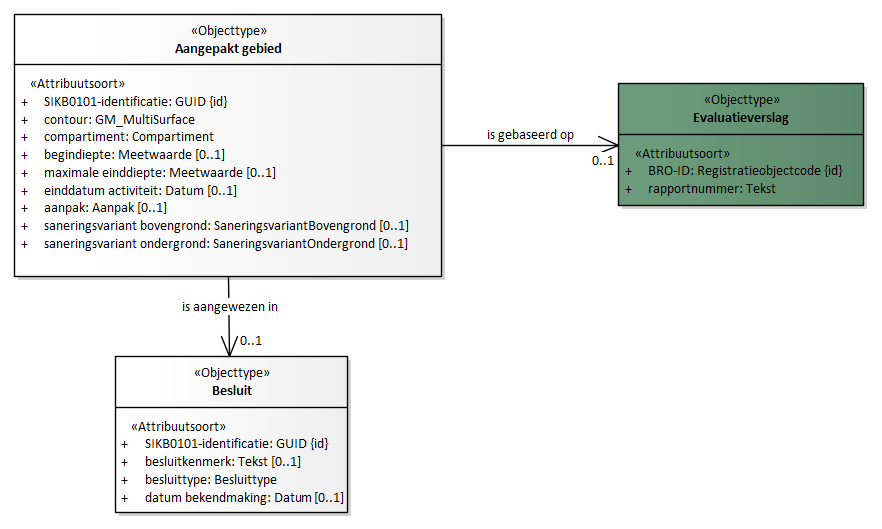 «Objecttype»
Aangepakt gebied
«Attribuutsoort»
+ SIKB0101-identificatie: GUID {id}
+ contour: GM_MultiSurface
+ compartiment: Compartiment
+ begindiepte: Meetwaarde [0..1]
+ maximale einddiepte: Meetwaarde [0..1]
+ einddatum activiteit: Datum [0..1]
+ aanpak: Aanpak [0..1]
+ saneringsvariant bovengrond: SaneringsvariantBovengrond [0..1]
+ saneringsvariant ondergrond: SaneringsvariantOndergrond [0..1]
is gebaseerd op
0..1
«Objecttype»
Evaluatieverslag
«Attribuutsoort»
+ BRO-ID: Registratieobjectcode {id}
+ rapportnummer: Tekst
is aangewezen in
0..1
«Objecttype»
Besluit
«Attribuutsoort»
+ SIKB0101-identificatie: GUID {id}
+ besluitkenmerk: Tekst [0..1]
+ besluittype: Besluittype
+ datum bekendmaking: Datum [0..1]